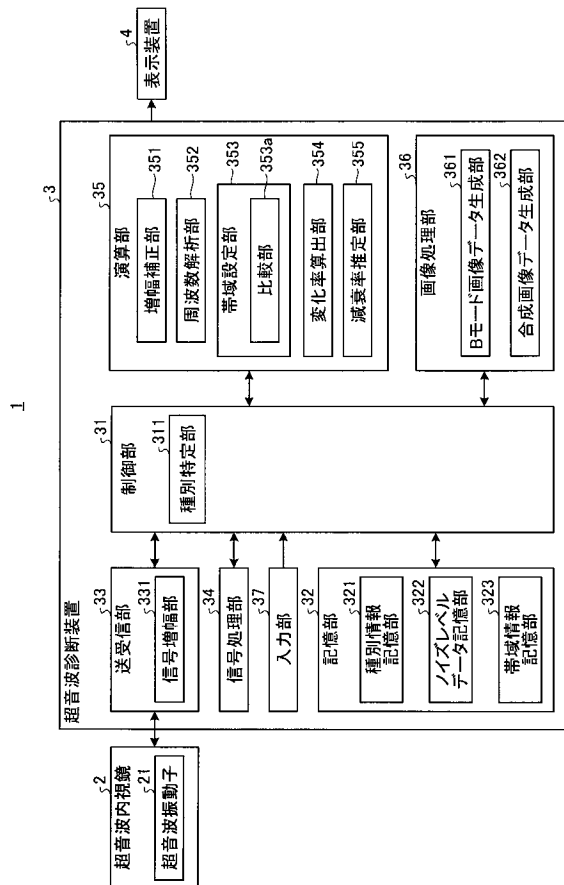 1
超音波内視鏡
2
超音波振動子
21
超音波診断装置
3
送受信部
33
信号増幅部
331
信号処理部
34
入力部
37
記憶部
32
種別情報
記憶部
321
ノイズレベル
データ記憶部
322
帯域情報
記憶部
323
制御部
31
種別特定部
311
演算部
35
増幅補正部
351
周波数解析部
352
帯域設定部
353
比較部
353a
変化率算出部
354
減衰率推定部
355
画像処理部
36
Bモード画像データ生成部
361
合成画像データ生成部
362
表示装置
4